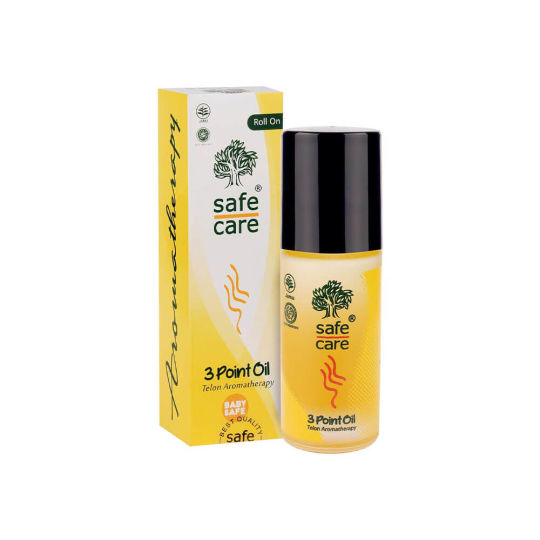 Aromatherapy
JAMU
Roll On
®
safe
care
3 Point Oil
Telon Aromatherapy
BABY
SAFE
BEST QUALITY
safe
®
safe
care
3 Point Oil
Telon Aromatherapy